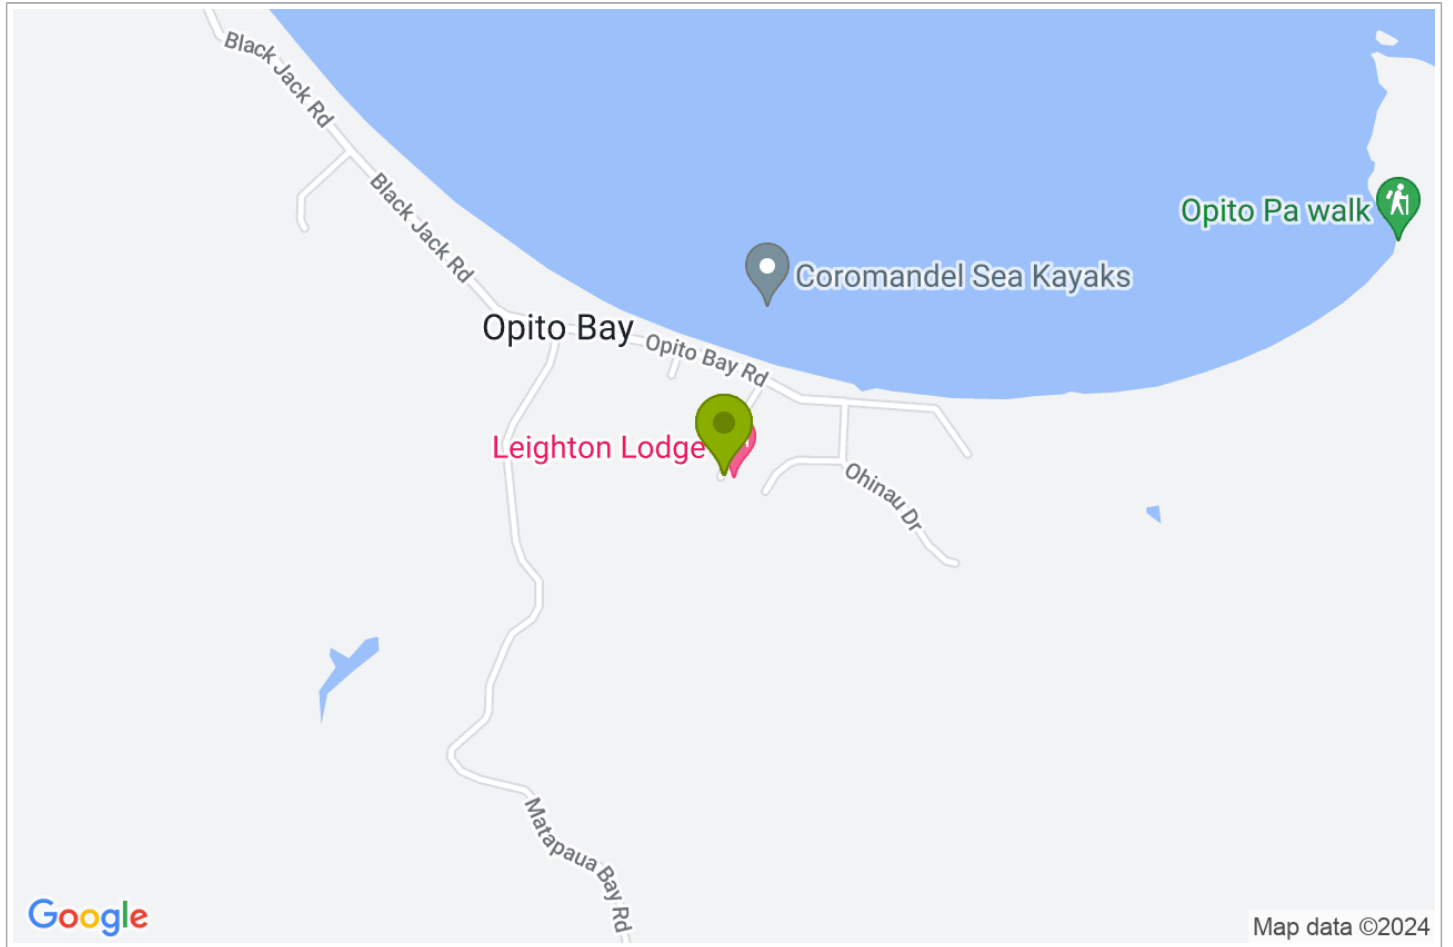 Black Jack Rd
Black Jack Rd
Opito Pa walk
Coromandel Sea Kayaks
Opito Bay
Opito Bay Rd
Leighton Lodge
Ohinau Dr
Matapaua Bay Rd
Google
Map data ©2024